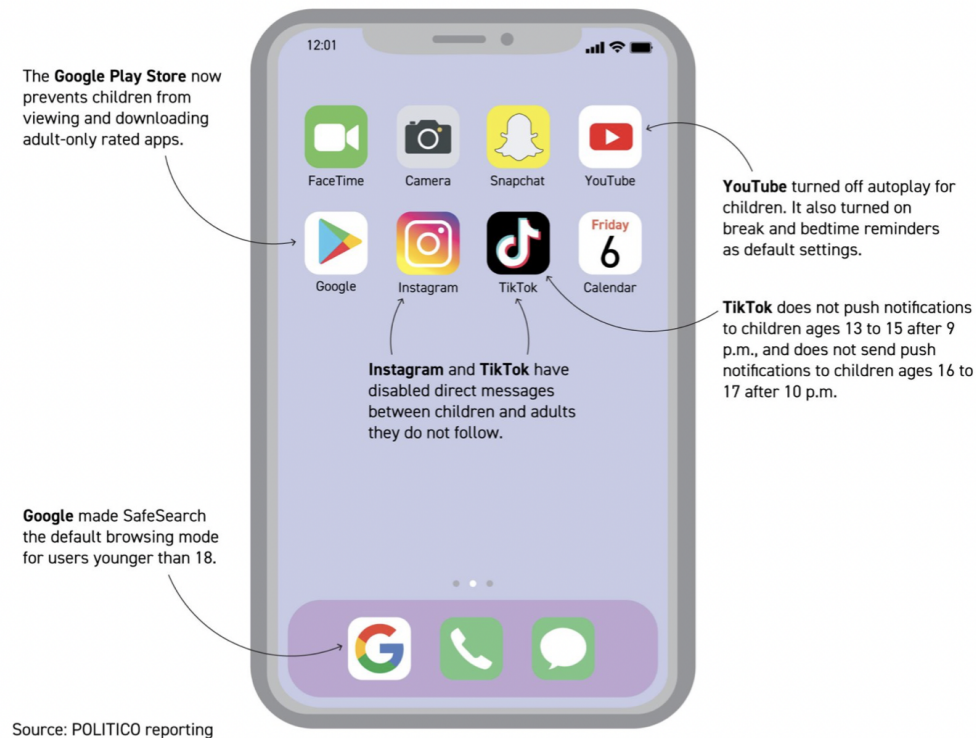 12:01
The Google Play Store now
prevents children from
viewing and downloading
adult-only rated apps.
FaceTime
Camera
Snapchat
YouTube
YouTube turned off autoplay for
children. It also turned on
break and bedtime reminders
as default settings.
Friday
6
Google
Instagram
TikTok
Calendar
TikTok does not push notifications
to children ages 13 to 15 after 9
p.m., and does not send push
notifications to children ages 16 to
17 after 10 p.m.
Instagram and TikTok have
disabled direct messages
between children and adults
they do not follow.
Google made SafeSearch
the default browsing mode
for users younger than 18.
G
Source: POLITICO reporting